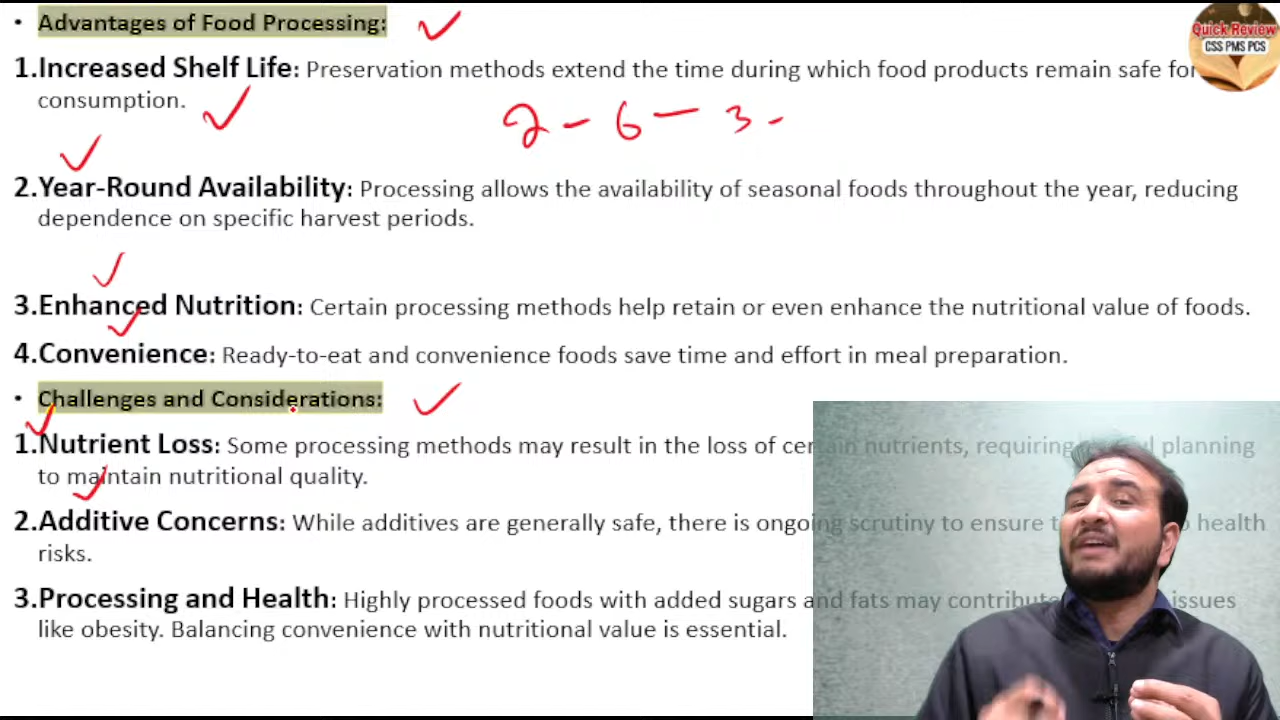 • Advantages of Food Processing:
Quick Review
CSS PMS PCS
1.Increased Shelf Life: Preservation methods extend the time during which food products remain safe for
consumption.
2 - 6 - 3 -
2.Year-Round Availability: Processing allows the availability of seasonal foods throughout the year, reducing
dependence on specific harvest periods.
3.Enhanced Nutrition: Certain processing methods help retain or even enhance the nutritional value of foods.
4.Convenience: Ready-to-eat and convenience foods save time and effort in meal preparation.
• Challenges and Considerations:
1.Nutrient Loss: Some processing methods may result in the loss of certain nutrients, requiring planning
to maintain nutritional quality.
2.Additive Concerns: While additives are generally safe, there is ongoing scrutiny to ensure health
risks.
3.Processing and Health: Highly processed foods with added sugars and fats may contribute issues
like obesity. Balancing convenience with nutritional value is essential.